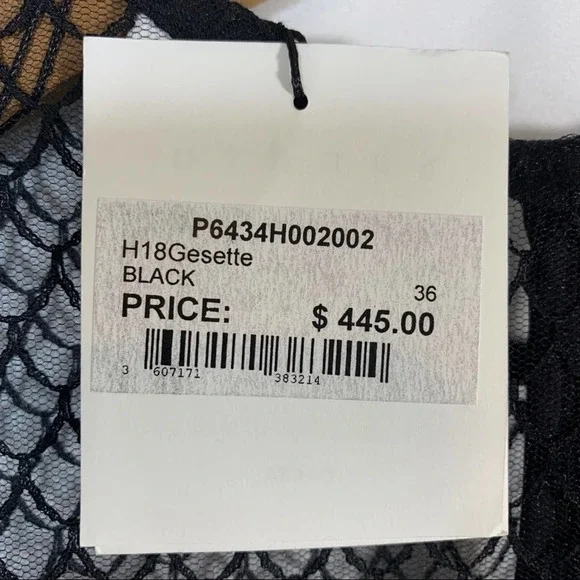 P6434H002002
H18Gesette
BLACK 36
PRICE: $ 445.00
3 607171 383214